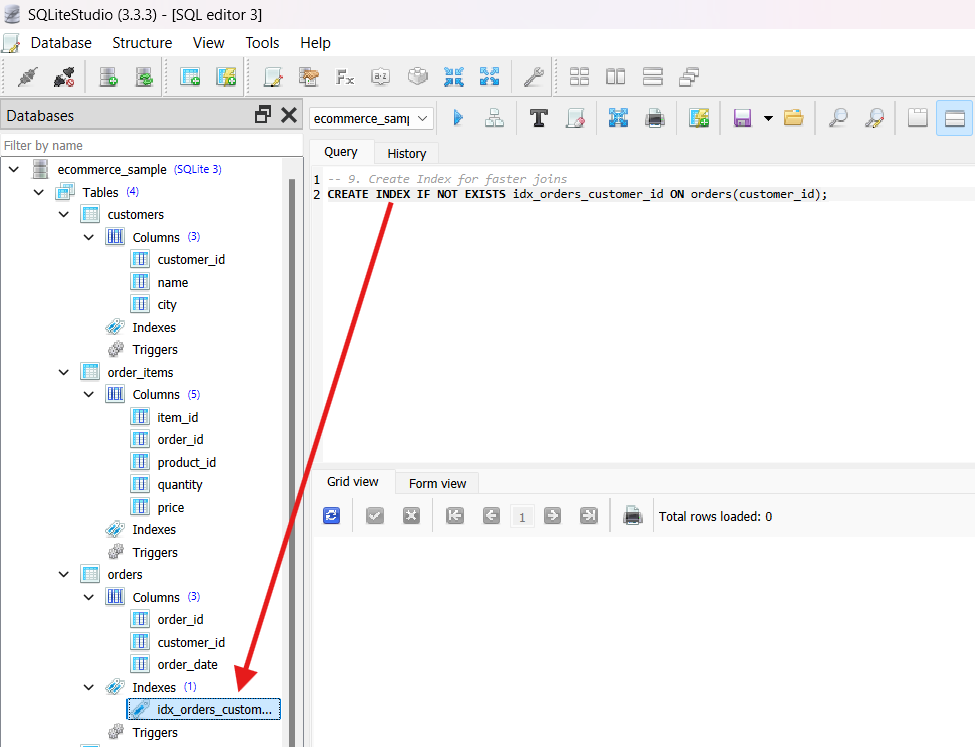 SQLiteStudio (3.3.3) - [SQL editor 3]
Database Structure View Tools Help
Databases
Filter by name
ecommerce_sample (SQLite 3)
Tables (4)
customers
Columns (3)
customer_id
name
city
Indexes
Triggers
order_items
Columns (5)
item_id
order_id
product_id
quantity
price
Indexes
Triggers
orders
Columns (3)
order_id
customer_id
order_date
Indexes (1)
idx_orders_custom...
Triggers
ecommerce_samp
Query History
1 -- 9. Create Index for faster joins
2 CREATE INDEX IF NOT EXISTS idx_orders_customer_id ON orders(customer_id);
Grid view Form view
1 Total rows loaded: 0